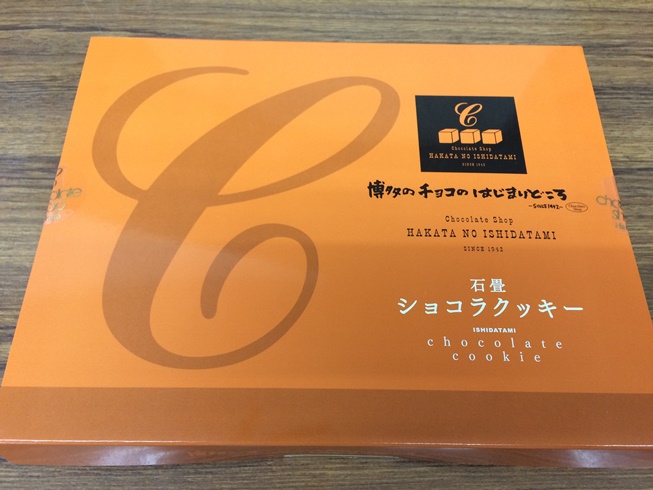 C
Chocolate Shop
HAKATA NO ISHIDATAMI
SINCE 1942
博多のチョコのはじまりどころ
~SINCE1942~
Chocolate Shop
HAKATA NO ISHIDATAMI
SINCE 1942
石畳
ショコラクッキー
ISHIDATAMI
chocolate
cookie